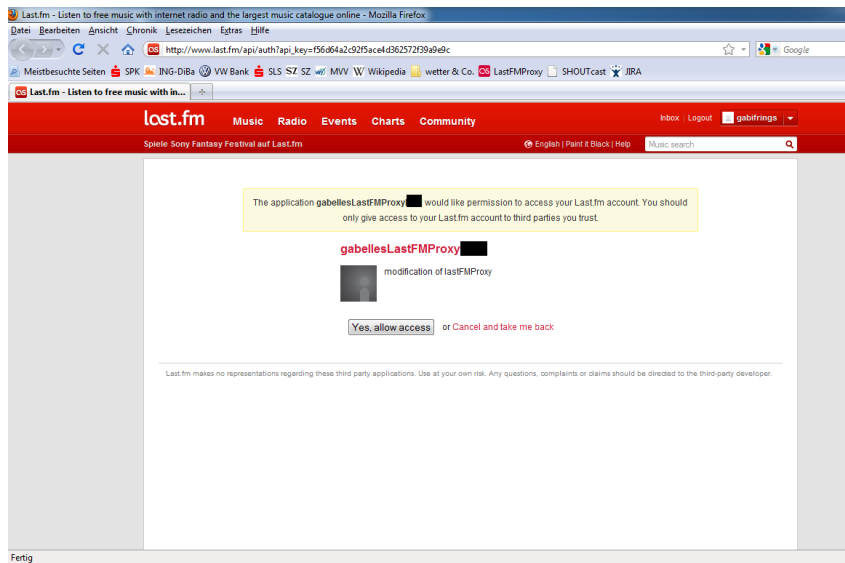 Last.fm - Listen to free music with internet radio and the largest music catalogue online - Mozilla Firefox
Datei Bearbeiten Ansicht Chronik Lesezeichen Extras Hilfe
http://www.last.fm/api/auth?api_key=f56d64a2c92f5ace4d362572f39a9e9c Google
Meistbesuchte Seiten SPK ING-DiBa VW Bank SLS SZ SZ MVV W Wikipedia wetter & Co. LastFMProxy SHOUTcast JIRA
Last.fm - Listen to free music with in...
last.fm Music Radio Events Charts Community Inbox | Logout gabifrings
Spiele Sony Fantasy Festival auf Last.fm English | Paint it Black | Help Music search
The application gabellesLastFMProxy would like permission to access your Last.fm account. You should
only give access to your Last.fm account to third parties you trust.
gabellesLastFMProxy
modification of lastFMProxy
Yes, allow access or Cancel and take me back
Last.fm makes no representations regarding these third party applications. Use at your own risk. Any questions, complaints or claims should be directed to the third-party developer.
Fertig